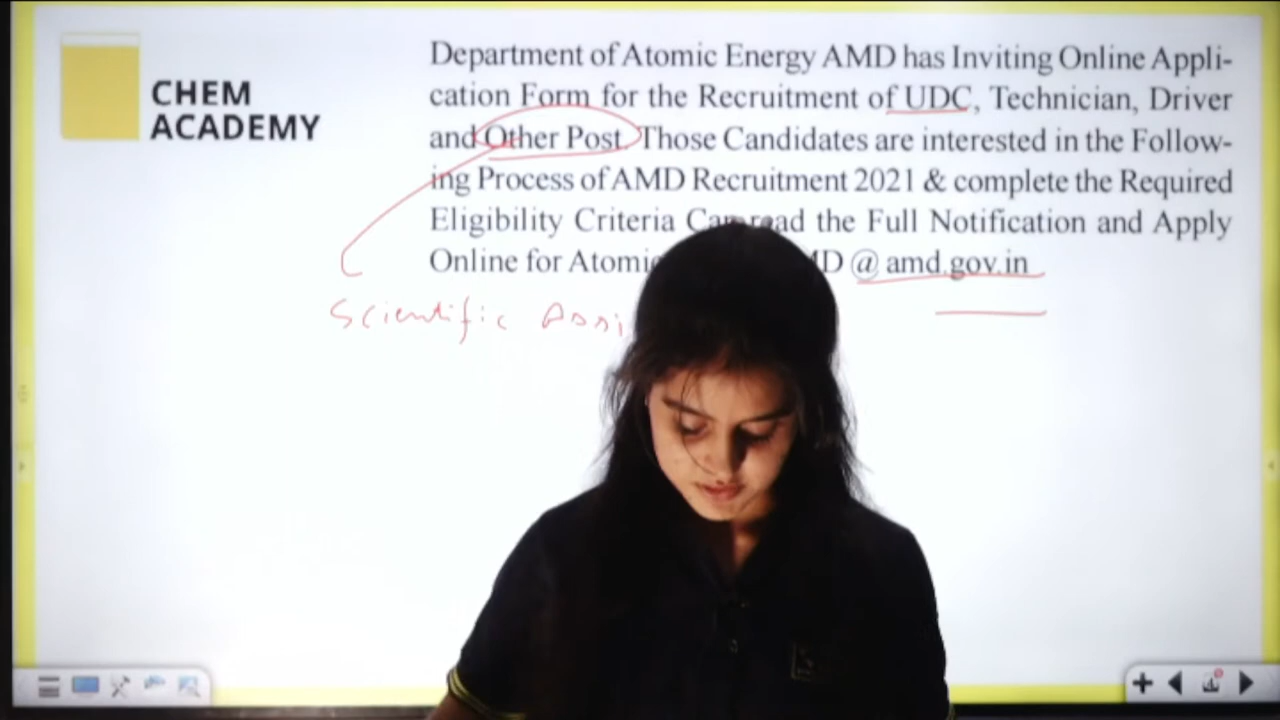 CHEM
ACADEMY
Department of Atomic Energy AMD has Inviting Online Appli-
cation Form for the Recruitment of UDC, Technician, Driver
and Other Post Those Candidates are interested in the Follow-
ing Process of AMD Recruitment 2021 & complete the Required
Eligibility Criteria Can read the Full Notification and Apply
Online for @ amd.gov.in
Scientific